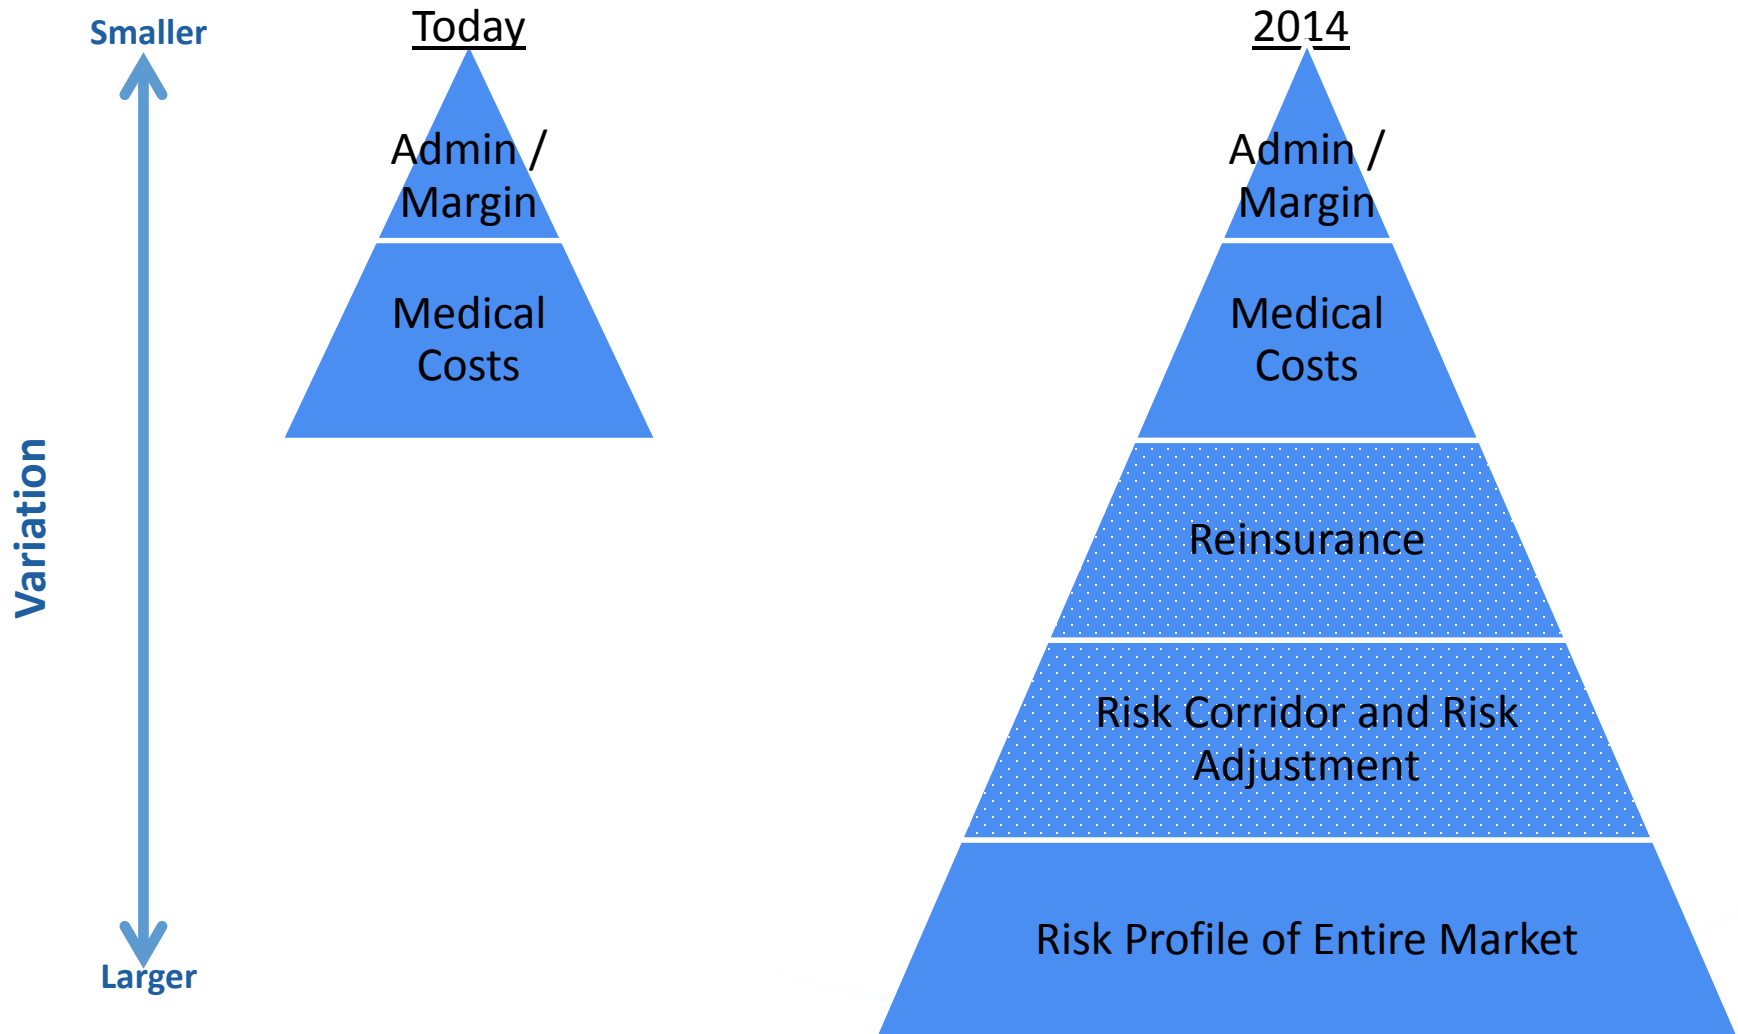 Smaller
Today
2014
Admin /
Margin
Admin /
Margin
Medical
Costs
Medical
Costs
Variation
Reinsurance
Risk Corridor and Risk
Adjustment
Risk Profile of Entire Market
Larger